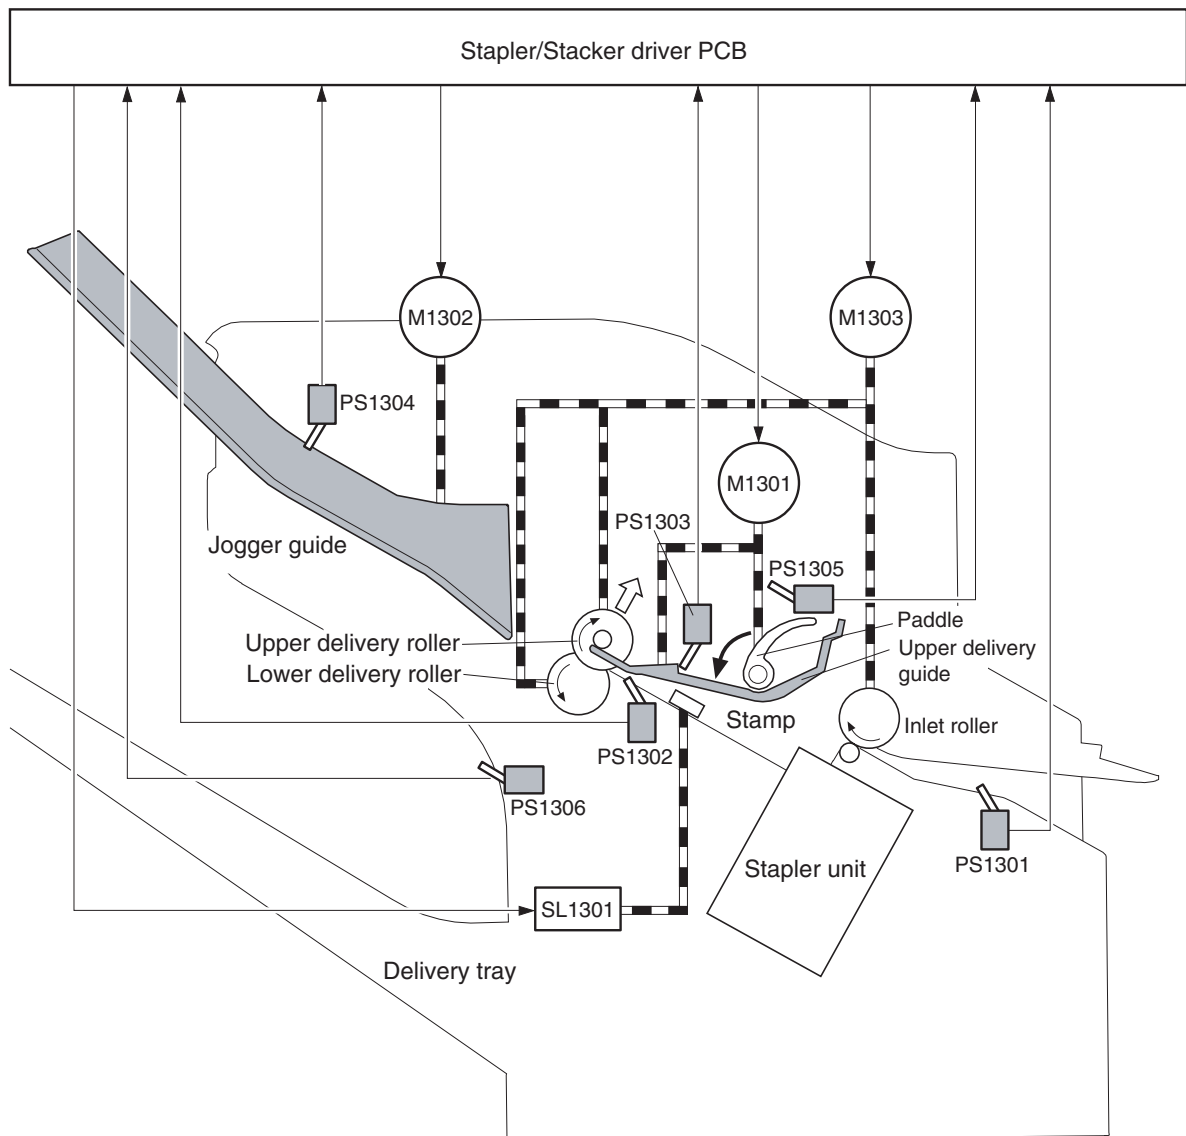 Stapler/Stacker driver PCB
M1302
M1303
PS1304
M1301
PS1303
Jogger guide
PS1305
Paddle
Upper delivery roller
Upper delivery
guide
Lower delivery roller
Stamp
Inlet roller
PS1302
PS1306
Stapler unit
PS1301
SL1301
Delivery tray